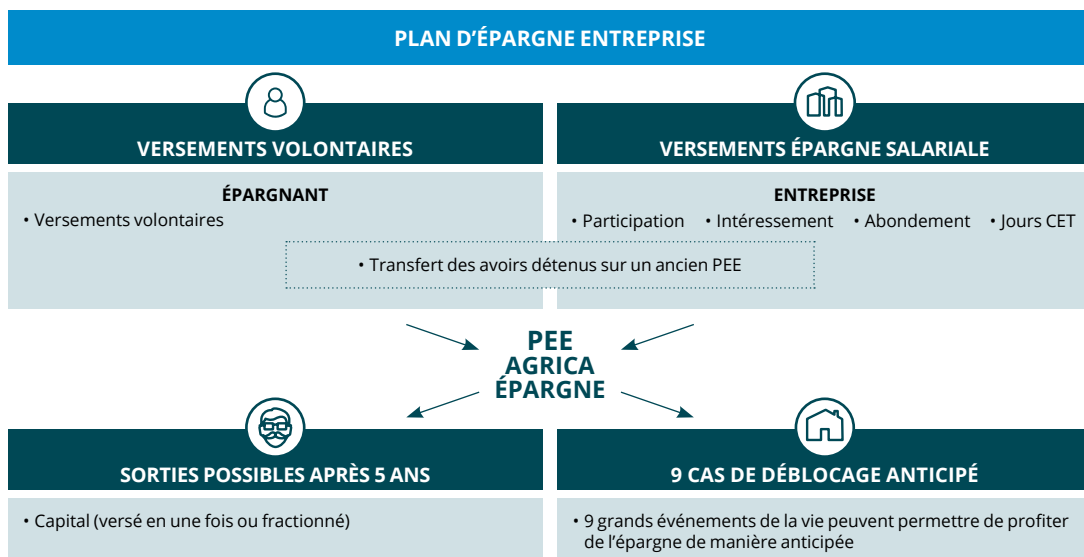 PLAN D'ÉPARGNE ENTREPRISE
VERSEMENTS VOLONTAIRES
ÉPARGNANT
• Versements volontaires
VERSEMENTS ÉPARGNE SALARIALE
ENTREPRISE
• Participation • Intéressement • Abondement • Jours CET
• Transfert des avoirs détenus sur un ancien PEE
PEE
AGRICA
ÉPARGNE
SORTIES POSSIBLES APRÈS 5 ANS
• Capital (versé en une fois ou fractionné)
9 CAS DE DÉBLOCAGE ANTICIPÉ
• 9 grands événements de la vie peuvent permettre de profiter
de l'épargne de manière anticipée